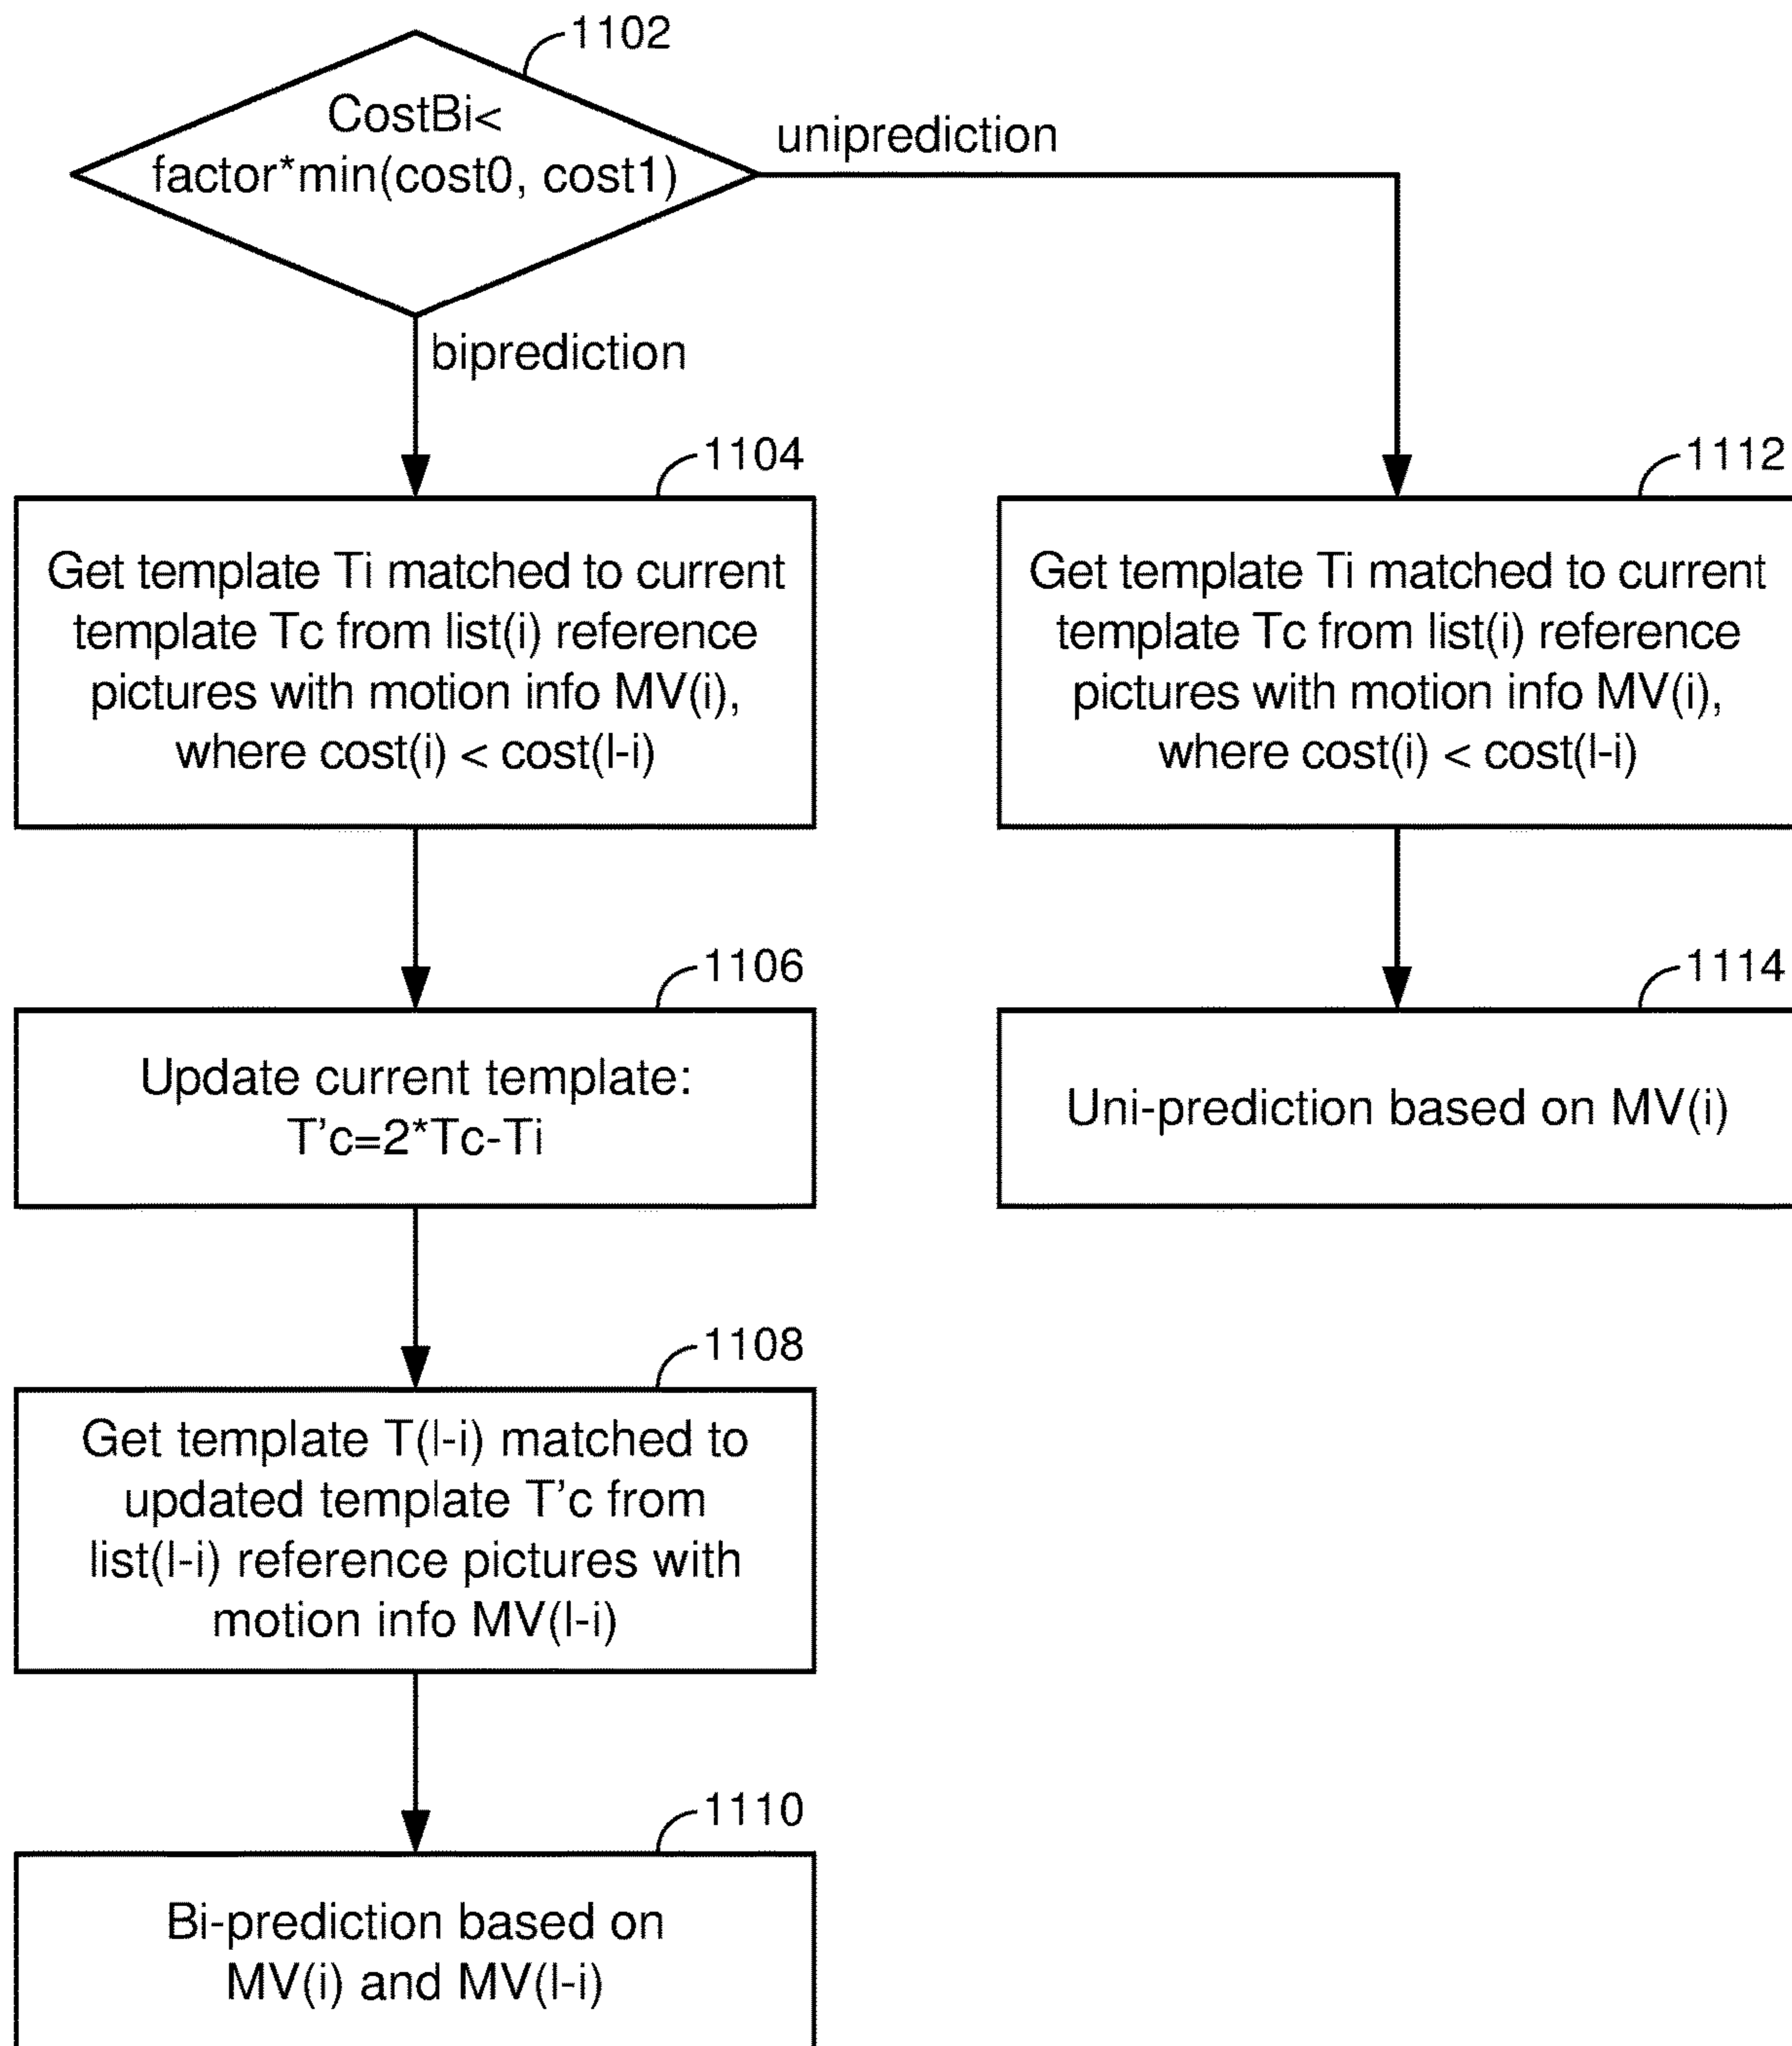 1102
CostBi<
factor*min(cost0, cost1)
uniprediction
biprediction
1104
Get template Ti matched to current
template Tc from list(i) reference
pictures with motion info MV(i),
where cost(i) < cost(l-i)
1112
Get template Ti matched to current
template Tc from list(i) reference
pictures with motion info MV(i),
where cost(i) < cost(l-i)
1106
Update current template:
T'c=2*Tc-Ti
1114
Uni-prediction based on MV(i)
1108
Get template T(l-i) matched to
updated template T'c from
list(l-i) reference pictures with
motion info MV(l-i)
1110
Bi-prediction based on
MV(i) and MV(l-i)